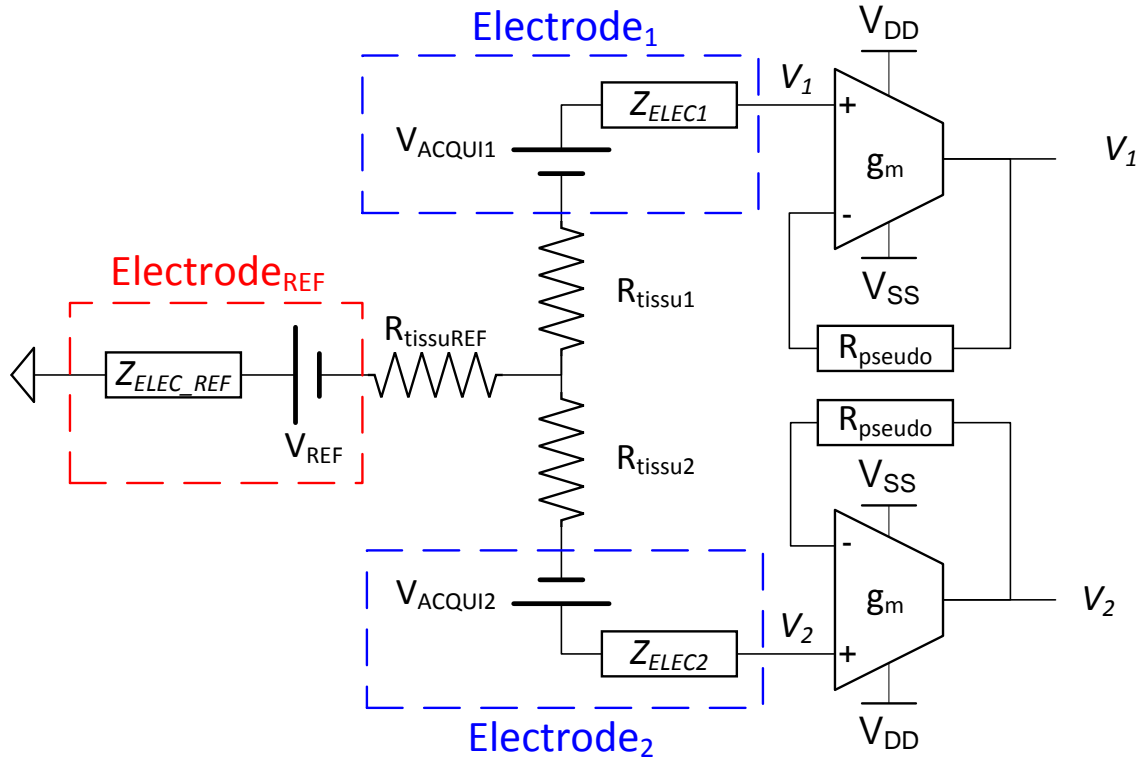 Electrode1
VDD
V1
ZELEC1
+
VACQUI1
gm
V1
-
VSS
ElectrodeREF
Rtissu1
RtissuREF
Rpseudo
ZELEC_REF
VREF
Rpseudo
Rtissu2
VSS
-
VACQUI2
gm
V2
V2
ZELEC2
+
Electrode2
VDD